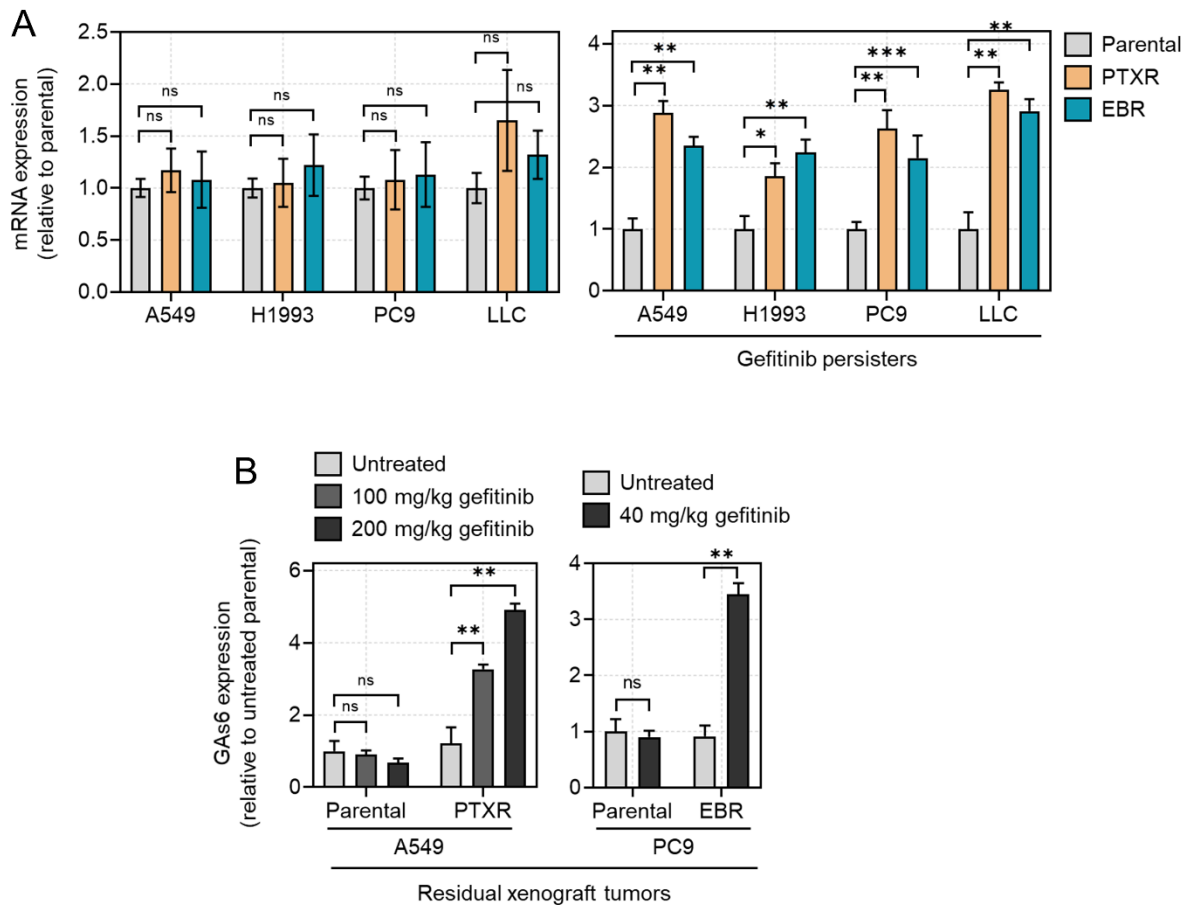 A
mRNA expression
(relative to parental)
2.5
2.0
1.5
1.0
0.5
0.0
ns
ns
ns
ns
ns
ns
ns
ns
A549
H1993
PC9
LLC
4
3
2
1
0
**
**
**
*
***
**
**
**
A549
H1993
PC9
LLC
Gefitinib persisters
Parental
PTXR
EBR
B
Untreated
100 mg/kg gefitinib
200 mg/kg gefitinib
GAs6 expression
(relative to untreated parental)
6
4
2
0
ns
ns
**
**
Parental
PTXR
A549
Untreated
40 mg/kg gefitinib
4
3
2
1
0
ns
**
Parental
EBR
PC9
Residual xenograft tumors